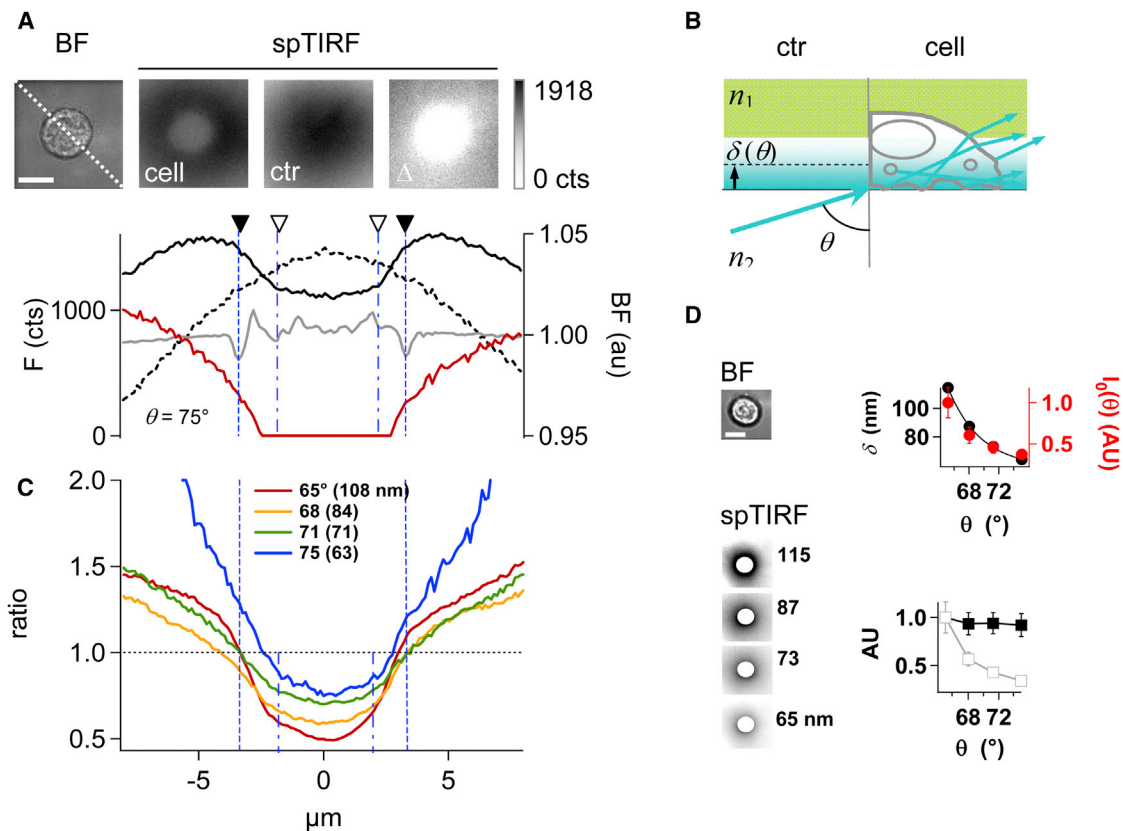 A
BF
spTIRF
cell
ctr
Δ
1918
0 cts
F (cts)
1000
0
θ = 75°
1.05
1.00
0.95
BF (au)
B
ctr
cell
n₁
δ(θ)
θ
n₂
C
2.0
1.5
1.0
0.5
ratio
65° (108 nm)
68 (84)
71 (71)
75 (63)
-5
0
5
µm
D
BF
δ (nm)
100
80
1.0
0.5
I₀(θ) (AU)
68 72
θ (°)
spTIRF
115
87
73
65 nm
AU
1.0
0.5
68 72
θ (°)